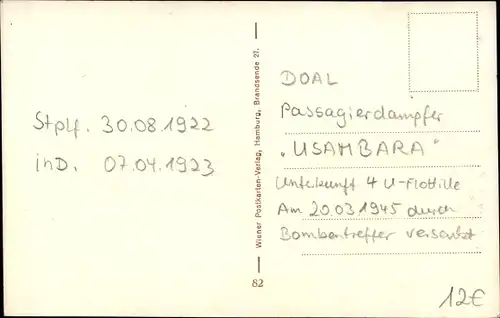 Stplf. 30.08.1922
inD. 07.04.1923
Wiener Postkarten-Verlag, Hamburg, Brandsende 27.
82
DOAL
Passagierdampfer
„USAMBARA"
Unterkunft 4 U-Flottille
Am 20.03.1945 durch
Bombentreffer versenkt
12€